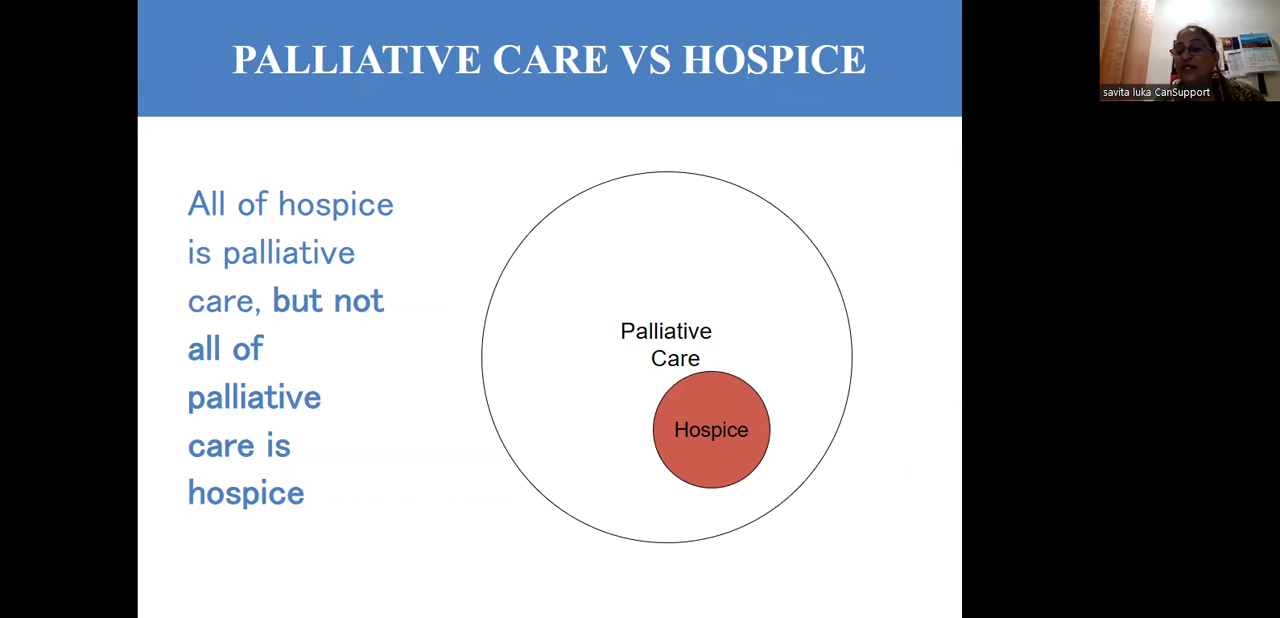 PALLIATIVE CARE VS HOSPICE
savita luka CanSupport
All of hospice
is palliative
care, but not
all of
palliative
care is
hospice
Palliative
Care
Hospice